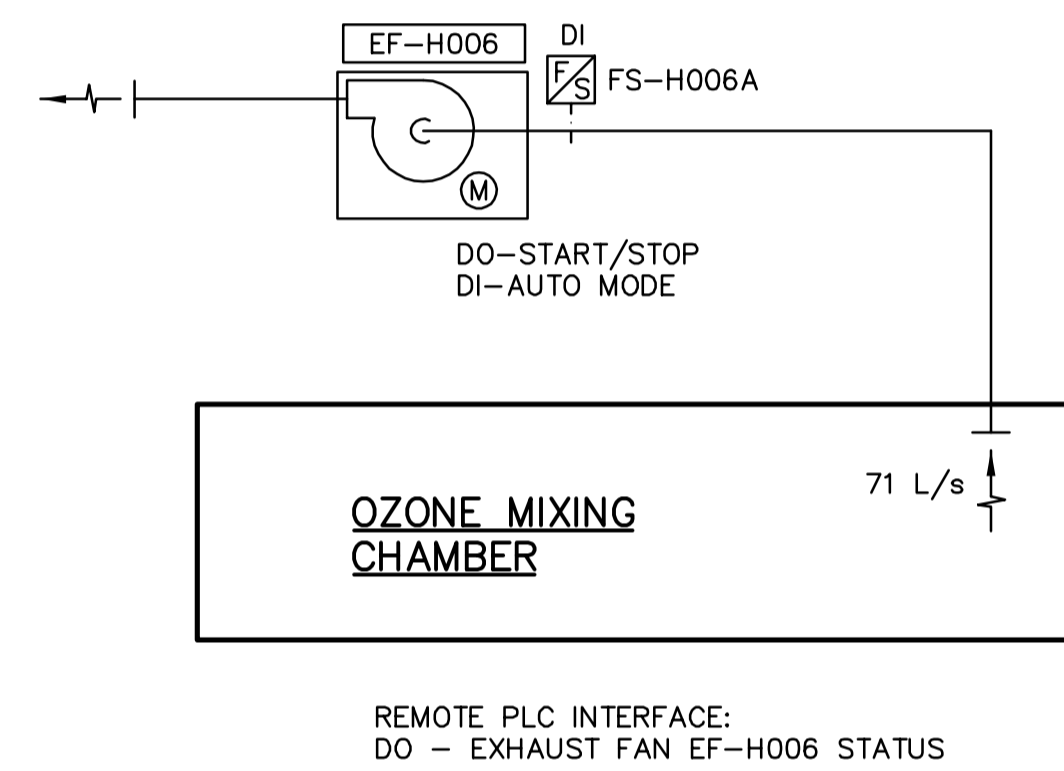 EF-H006
DI
F/S
FS-H006A
M
DO-START/STOP
DI-AUTO MODE
71 L/s
OZONE MIXING
CHAMBER
REMOTE PLC INTERFACE:
DO - EXHAUST FAN EF-H006 STATUS